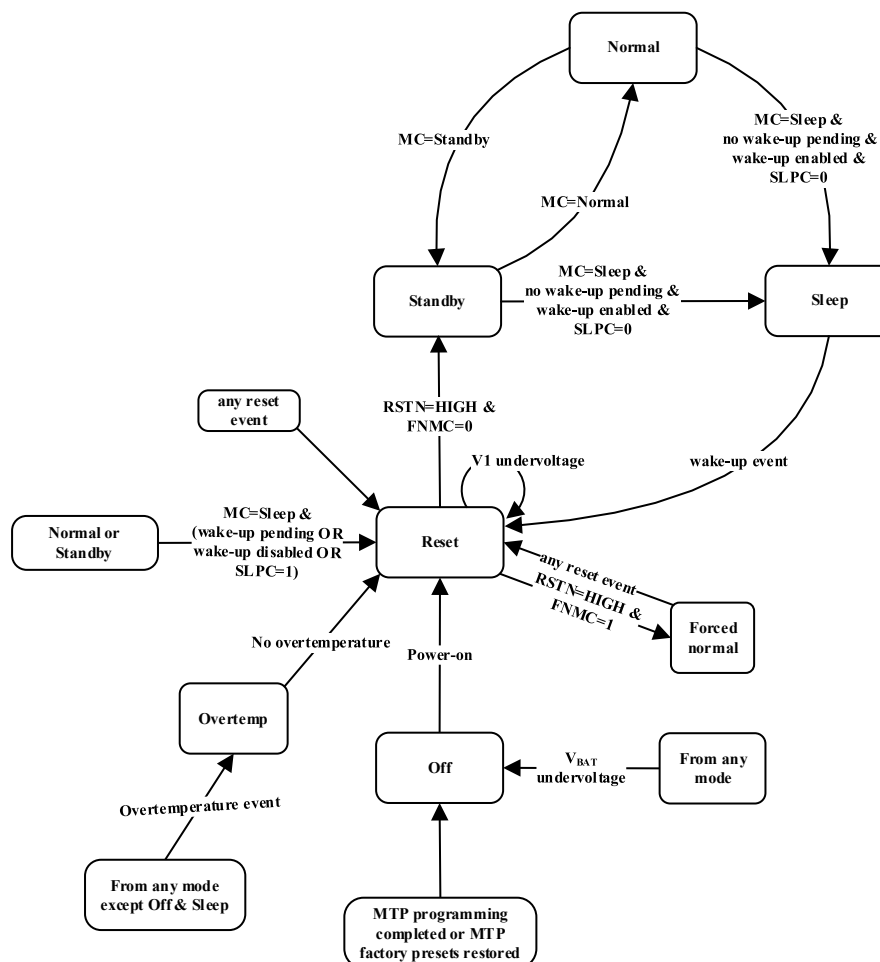 Normal
MC=Sleep &
no wake-up pending &
wake-up enabled &
SLPC=0
MC=Standby
MC=Normal
Standby
MC=Sleep &
no wake-up pending &
wake-up enabled &
SLPC=0
Sleep
any reset
event
RSTN=HIGH &
FNMC=0
V1 undervoltage
wake-up event
Normal or
Standby
MC=Sleep &
(wake-up pending OR
wake-up disabled OR
SLPC=1)
Reset
any reset event
RSTN=HIGH &
FNMC=1
Forced
normal
No overtemperature
Power-on
Overtemp
Off
VBAT
undervoltage
From any
mode
Overtemperature event
From any mode
except Off & Sleep
MTP programming
completed or MTP
factory presets restored